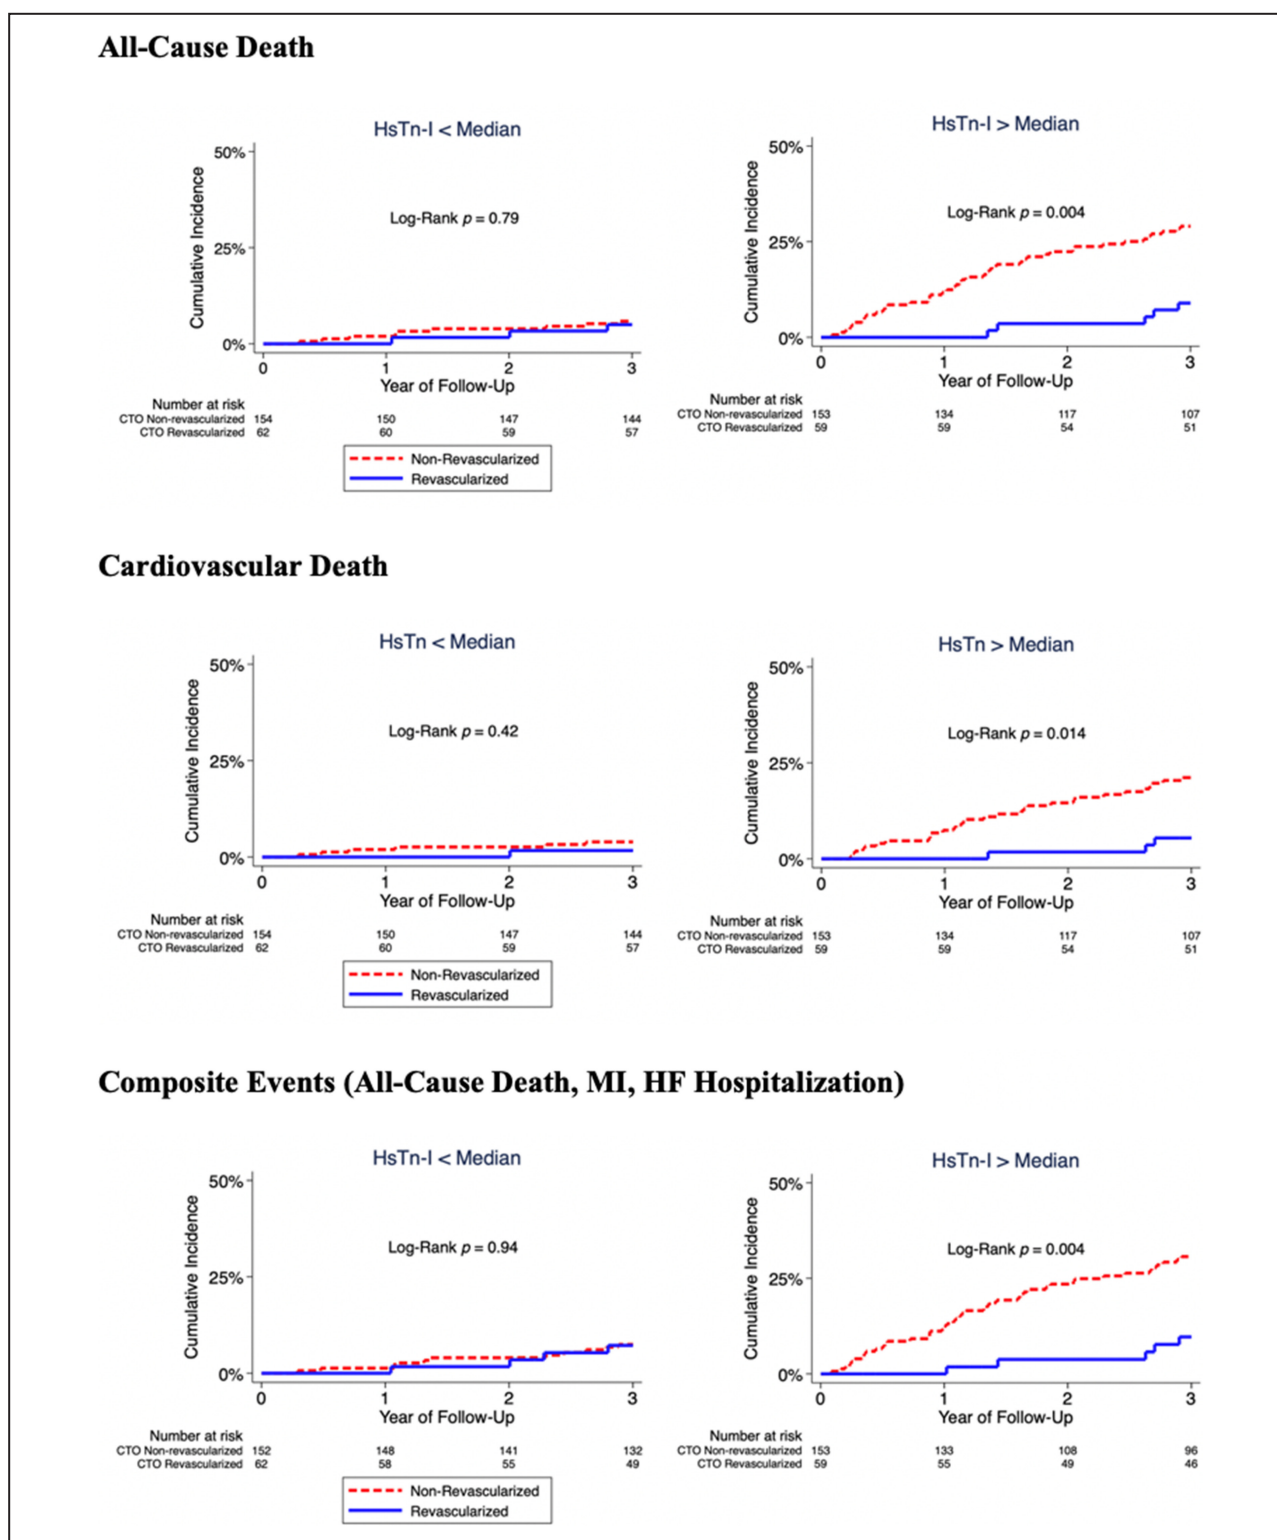 All-Cause Death
HsTn-I < Median
50%
25%
0%
Cumulative Incidence
Log-Rank p = 0.79
0 1 2 3
Year of Follow-Up
Number at risk
CTO Non-revascularized 154 150 147 144
CTO Revascularized 62 60 59 57
Non-Revascularized
Revascularized
HsTn-I > Median
50%
25%
0%
Cumulative Incidence
Log-Rank p = 0.004
0 1 2 3
Year of Follow-Up
Number at risk
CTO Non-revascularized 153 134 117 107
CTO Revascularized 59 59 54 51
Cardiovascular Death
HsTn < Median
50%
25%
0%
Cumulative Incidence
Log-Rank p = 0.42
0 1 2 3
Year of Follow-Up
Number at risk
CTO Non-revascularized 154 150 147 144
CTO Revascularized 62 60 59 57
Non-Revascularized
Revascularized
HsTn > Median
50%
25%
0%
Cumulative Incidence
Log-Rank p = 0.014
0 1 2 3
Year of Follow-Up
Number at risk
CTO Non-revascularized 153 134 117 107
CTO Revascularized 59 59 54 51
Composite Events (All-Cause Death, MI, HF Hospitalization)
HsTn-I < Median
50%
25%
0%
Cumulative Incidence
Log-Rank p = 0.94
0 1 2 3
Year of Follow-Up
Number at risk
CTO Non-revascularized 152 148 141 132
CTO Revascularized 62 58 55 49
Non-Revascularized
Revascularized
HsTn-I > Median
50%
25%
0%
Cumulative Incidence
Log-Rank p = 0.004
0 1 2 3
Year of Follow-Up
Number at risk
CTO Non-revascularized 153 133 108 96
CTO Revascularized 59 55 49 46